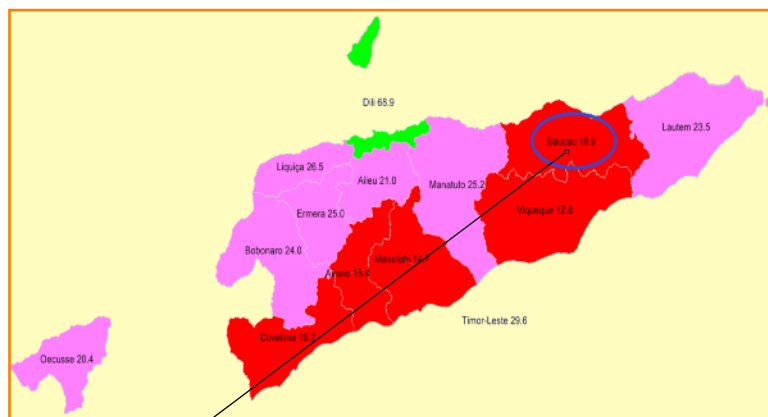 Dili 68.9
Lautem 23.5
Baucau 18.9
Liquiça 26.5
Aileu 21.0
Manatuto 25.2
Ermera 25.0
Viqueque 12.6
Bobonaro 24.0
Ainaro 15.4
Manufahi
Timor-Leste 29.6
Covalima 15.2
Oecusse 20.4